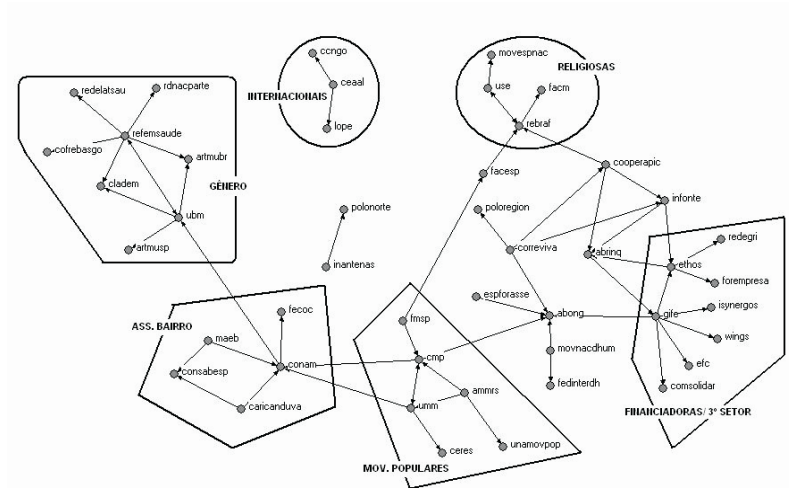 ccngo
ceaal
INTERNACIONAIS
lope
movespnac
RELIGIOSAS
use
facm
rebraf
redelatsau
rdnacparte
refemsaude
cofrebasgo
artmubr
GÊNERO
cladem
ubm
artmusp
cooperapic
facesp
infonte
polonorte
poloregion
inantenas
correviva
abrinq
ethos
redegri
forempresa
espforasse
abong
gife
isynergos
wings
efc
comsolidar
FINANCIADORAS/ 3º SETOR
movnacdhum
fedinterdh
ASS. BAIRRO
fecoc
maeb
consabesp
conam
caricanduva
fmsp
cmp
ammrs
umm
ceres
unamovpop
MOV. POPULARES